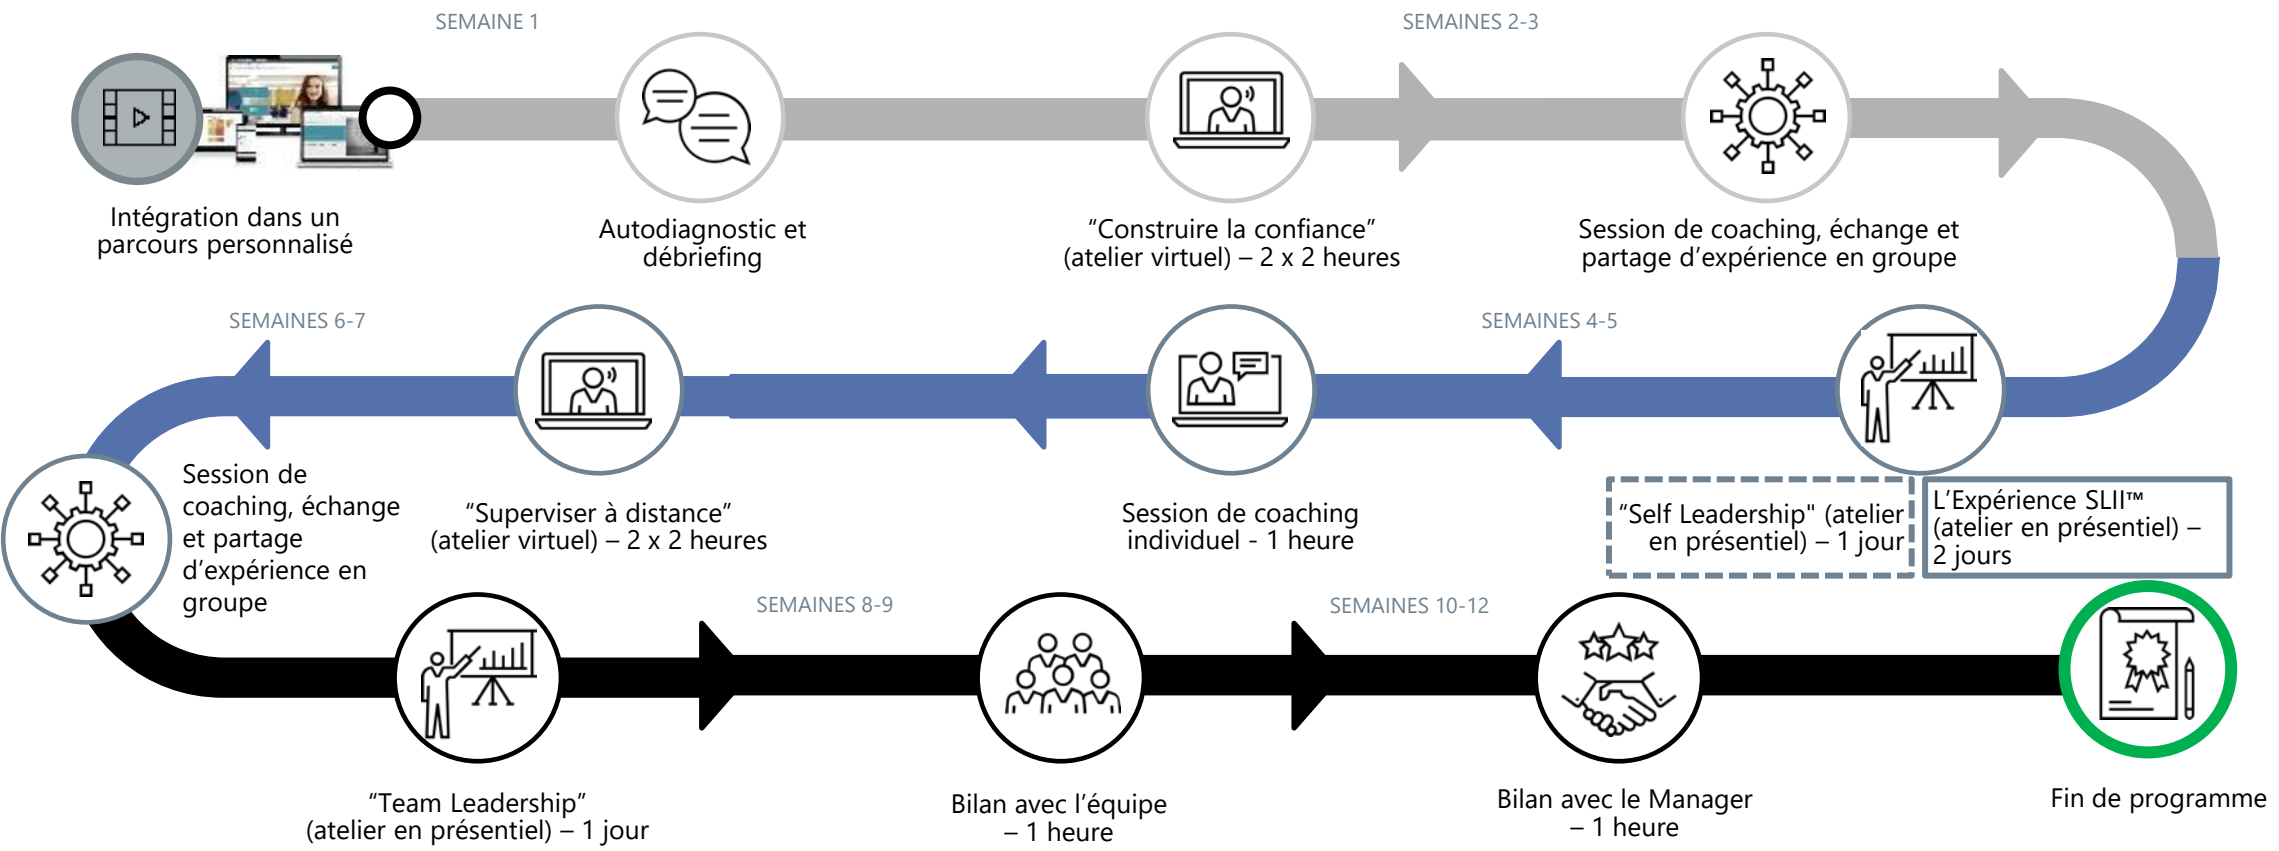 SEMAINE 1
SEMAINES 2-3
Intégration dans un
parcours personnalisé
Autodiagnostic et
débriefing
“Construire la confiance”
(atelier virtuel) – 2 x 2 heures
Session de coaching, échange et
partage d’expérience en groupe
SEMAINES 4-5
SEMAINES 6-7
L’Expérience SLII™
(atelier en présentiel) –
2 jours
“Self Leadership" (atelier
en présentiel) – 1 jour
Session de coaching
individuel - 1 heure
“Superviser à distance”
(atelier virtuel) – 2 x 2 heures
Session de
coaching, échange
et partage
d’expérience en
groupe
SEMAINES 8-9
SEMAINES 10-12
“Team Leadership”
(atelier en présentiel) – 1 jour
Bilan avec l’équipe
– 1 heure
Bilan avec le Manager
– 1 heure
Fin de programme